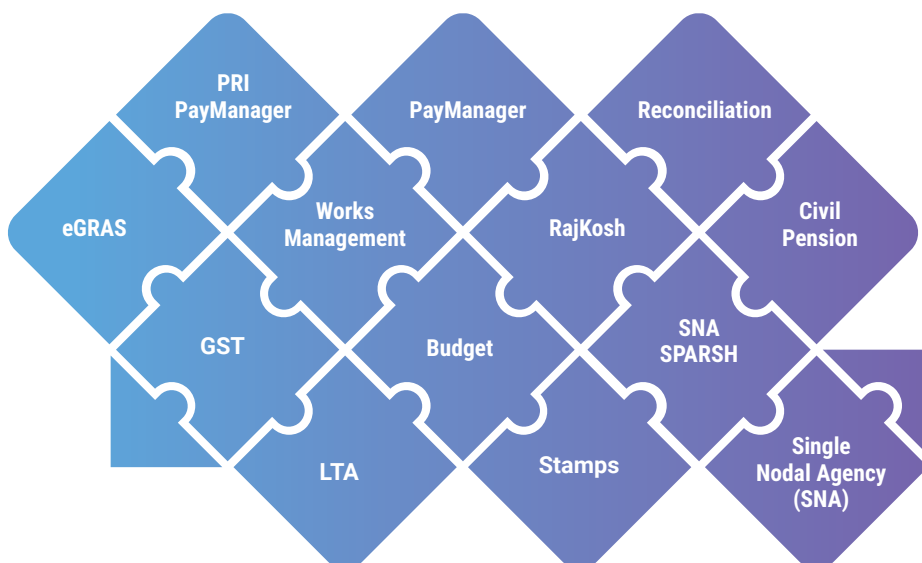 PRI
PayManager
PayManager
Reconciliation
eGRAS
Works
Management
RajKosh
Civil
Pension
GST
Budget
SNA
SPARSH
LTA
Stamps
Single
Nodal Agency
(SNA)